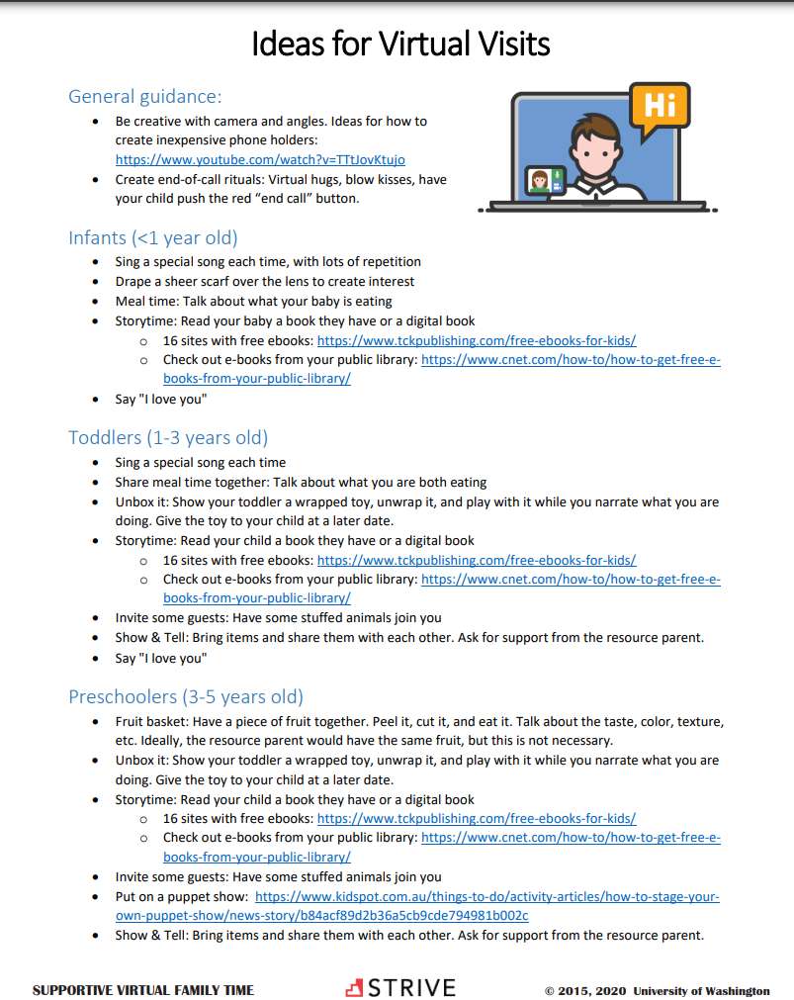 Ideas for Virtual Visits
General guidance:
• Be creative with camera and angles. Ideas for how to
create inexpensive phone holders:
https://www.youtube.com/watch?v=TTtJovKtujo
• Create end-of-call rituals: Virtual hugs, blow kisses, have
your child push the red “end call” button.
Hi
Infants (<1 year old)
• Sing a special song each time, with lots of repetition
• Drape a sheer scarf over the lens to create interest
• Meal time: Talk about what your baby is eating
• Storytime: Read your baby a book they have or a digital book
o 16 sites with free ebooks: https://www.tckpublishing.com/free-ebooks-for-kids/
o Check out e-books from your public library: https://www.cnet.com/how-to/how-to-get-free-e-
books-from-your-public-library/
• Say "I love you"
Toddlers (1-3 years old)
• Sing a special song each time
• Share meal time together: Talk about what you are both eating
• Unbox it: Show your toddler a wrapped toy, unwrap it, and play with it while you narrate what you are
doing. Give the toy to your child at a later date.
• Storytime: Read your child a book they have or a digital book
o 16 sites with free ebooks: https://www.tckpublishing.com/free-ebooks-for-kids/
o Check out e-books from your public library: https://www.cnet.com/how-to/how-to-get-free-e-
books-from-your-public-library/
• Invite some guests: Have some stuffed animals join you
• Show & Tell: Bring items and share them with each other. Ask for support from the resource parent.
• Say "I love you"
Preschoolers (3-5 years old)
• Fruit basket: Have a piece of fruit together. Peel it, cut it, and eat it. Talk about the taste, color, texture,
etc. Ideally, the resource parent would have the same fruit, but this is not necessary.
• Unbox it: Show your toddler a wrapped toy, unwrap it, and play with it while you narrate what you are
doing. Give the toy to your child at a later date.
• Storytime: Read your child a book they have or a digital book
o 16 sites with free ebooks: https://www.tckpublishing.com/free-ebooks-for-kids/
o Check out e-books from your public library: https://www.cnet.com/how-to/how-to-get-free-e-
books-from-your-public-library/
• Invite some guests: Have some stuffed animals join you
• Put on a puppet show: https://www.kidspot.com.au/things-to-do/activity-articles/how-to-stage-your-
own-puppet-show/news-story/b84acf89d2b36a5cb9cde794981b002c
• Show & Tell: Bring items and share them with each other. Ask for support from the resource parent.
SUPPORTIVE VIRTUAL FAMILY TIME
STRIVE
© 2015, 2020 University of Washington